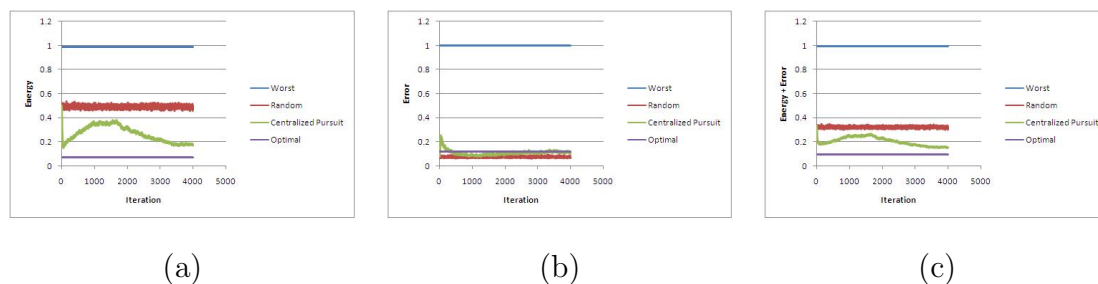 1.2
1
0.8
0.6
0.4
0.2
0
Energy
0 1000 2000 3000 4000 5000
Iteration
Worst
Random
Centralized Pursuit
Optimal
(a)
1.2
1
0.8
0.6
0.4
0.2
0
Error
0 1000 2000 3000 4000 5000
Iteration
Worst
Random
Centralized Pursuit
Optimal
(b)
1.2
1
0.8
0.6
0.4
0.2
0
Energy + Error
0 1000 2000 3000 4000 5000
Iteration
Worst
Random
Centralized Pursuit
Optimal
(c)